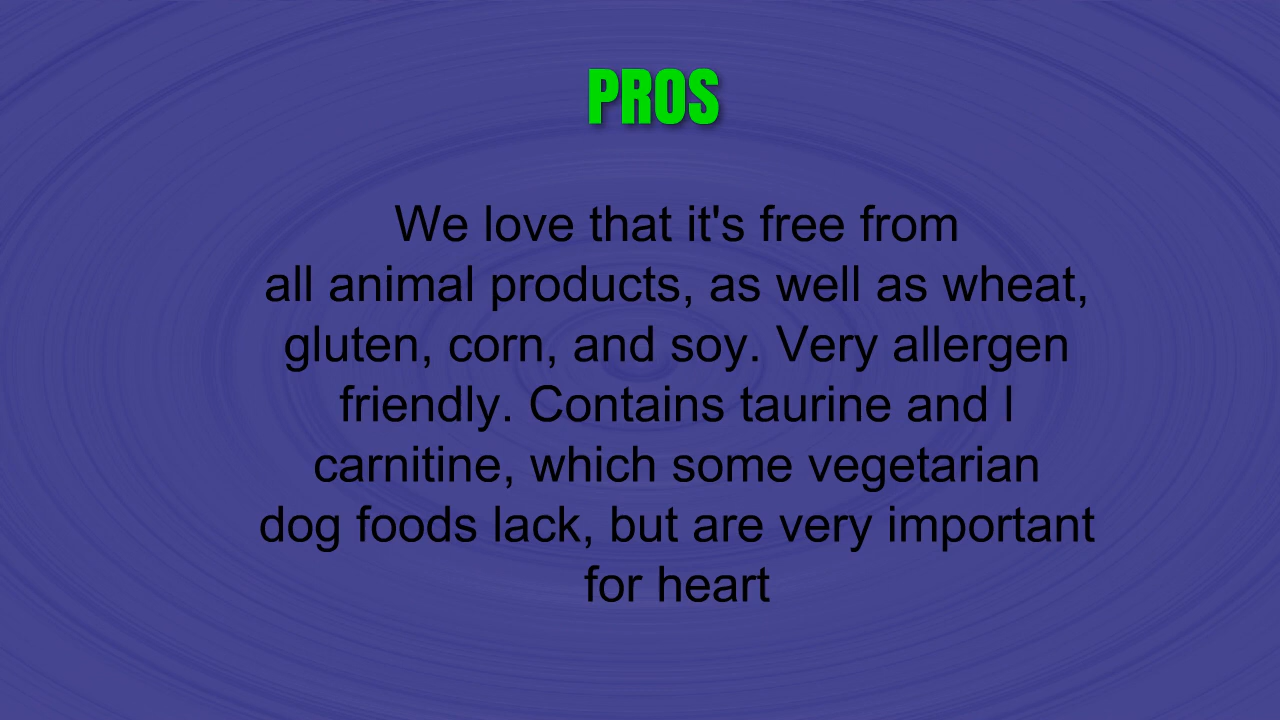 PROS
We love that it's free from
all animal products, as well as wheat,
gluten, corn, and soy. Very allergen
friendly. Contains taurine and l
carnitine, which some vegetarian
dog foods lack, but are very important
for heart